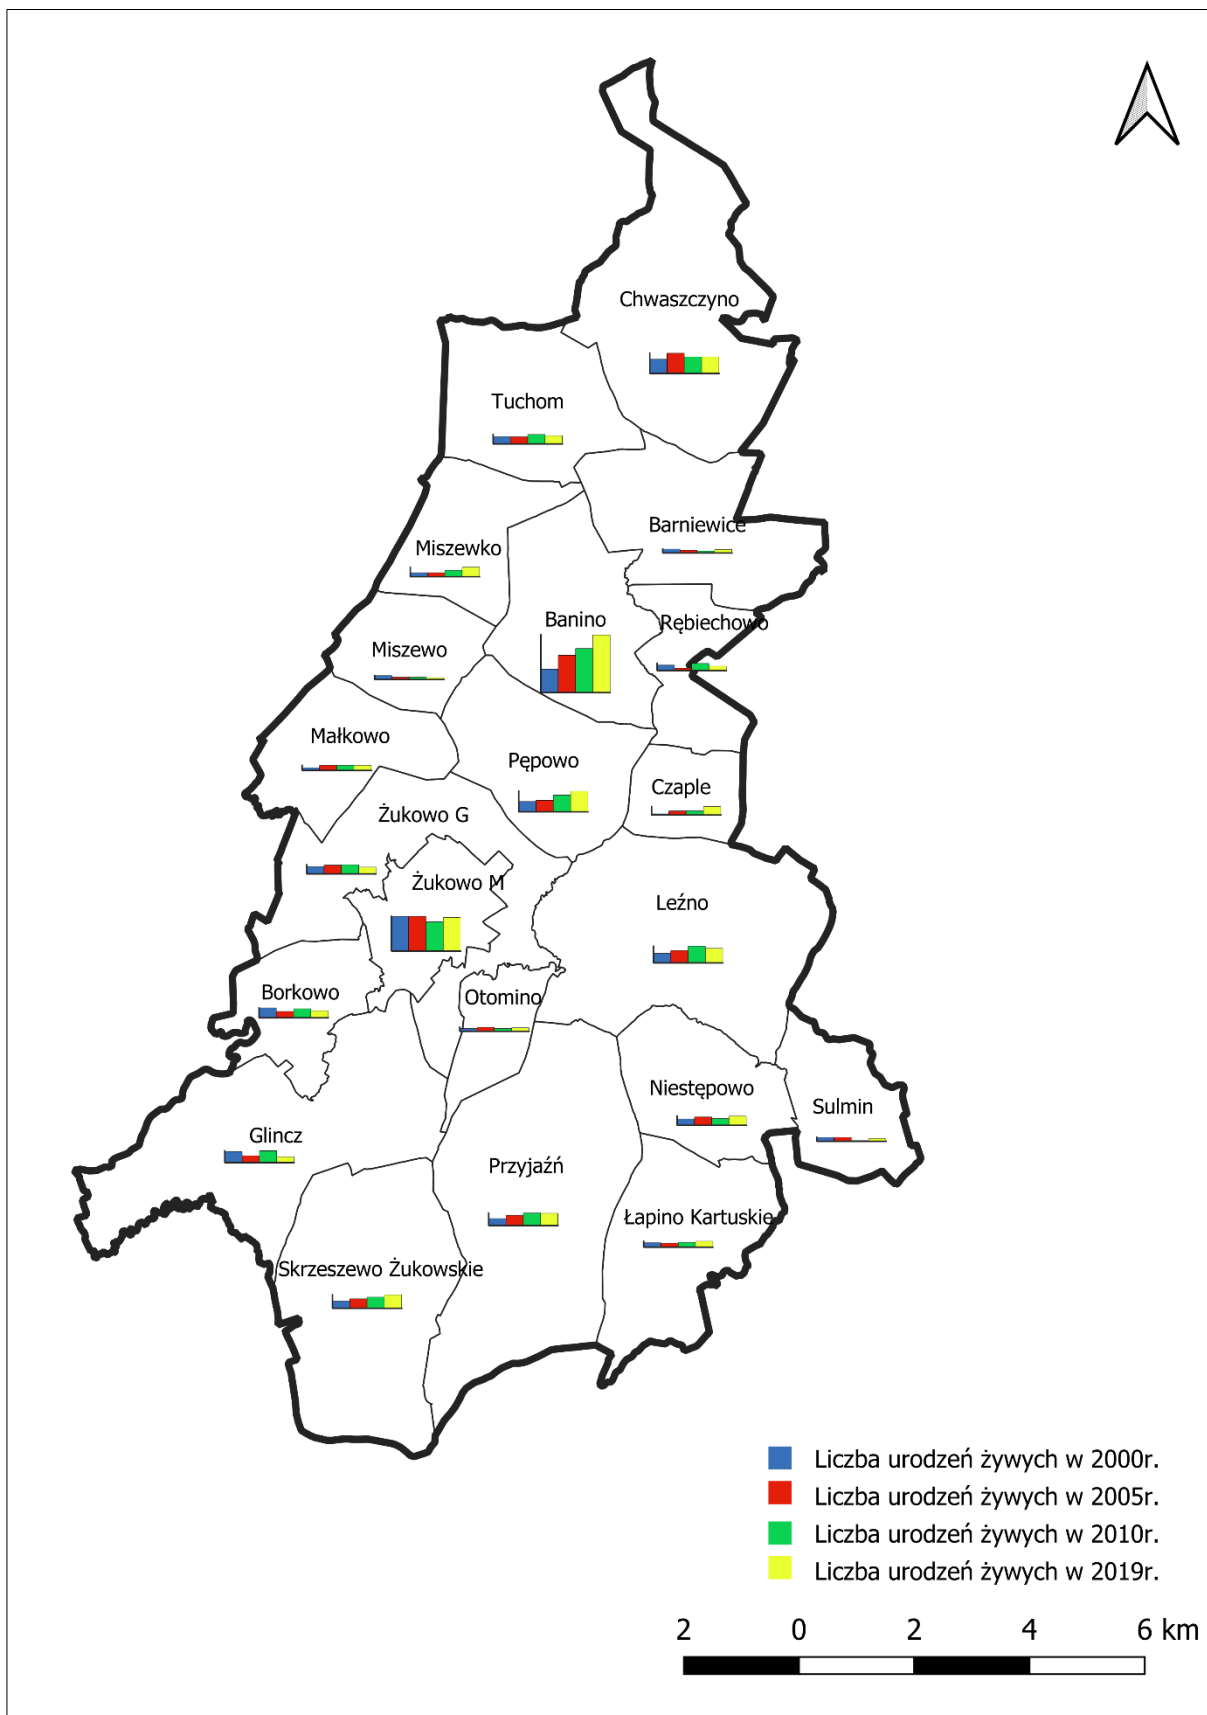 Chwaszczyno
Tuchom
Barniewice
Miszewko
Banino
Rębiechowo
Miszewo
Małkowo
Pępowo
Czaple
Żukowo G
Żukowo M
Leźno
Borkowo
Otomino
Niestępowo
Sulmin
Glincz
Przyjaźń
Łapino Kartuskie
Skrzeszewo Żukowskie
Liczba urodzeń żywych w 2000r.
Liczba urodzeń żywych w 2005r.
Liczba urodzeń żywych w 2010r.
Liczba urodzeń żywych w 2019r.
2 0 2 4 6 km